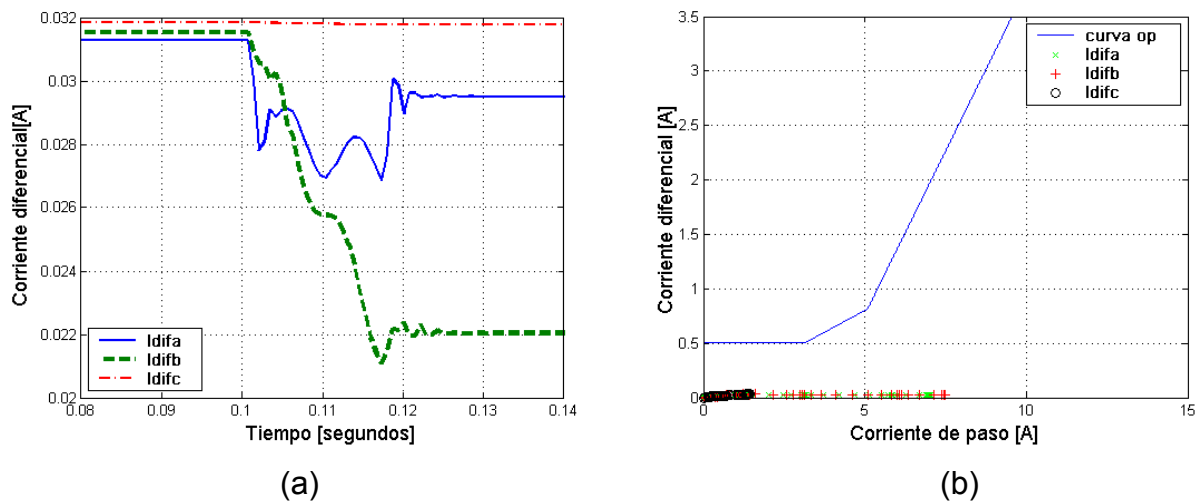 0.032
0.03
0.028
0.026
0.024
0.022
0.02
Corriente diferencial[A]
Idifa
Idifb
Idifc
0.08
0.09
0.1
0.11
0.12
0.13
0.14
Tiempo [segundos]
(a)
3.5
3
2.5
2
1.5
1
0.5
0
Corriente diferencial [A]
curva op
Idifa
Idifb
Idifc
0
5
10
15
Corriente de paso [A]
(b)